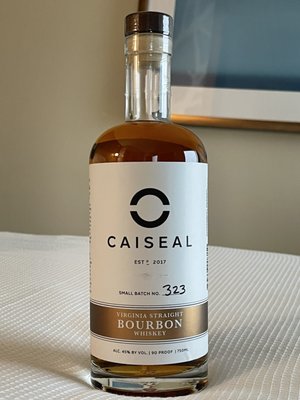 CAISEAL
EST 2017
SMALL BATCH NO. 323
VIRGINIA STRAIGHT
BOURBON
WHISKEY
ALC. 45% BY VOL. | 90 PROOF | 750ML